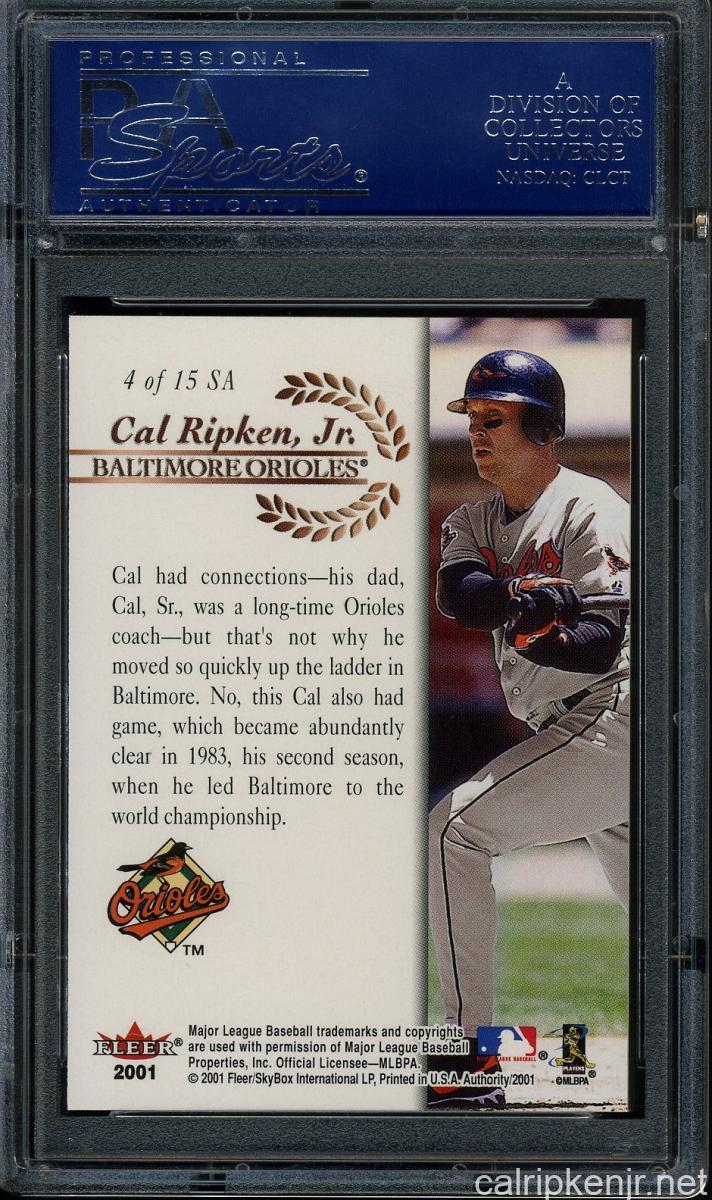 PROFESSIONAL
PSA
Sports®
AUTHENTICATOR
A
DIVISION OF
COLLECTORS
UNIVERSE
NASDAQ: CLCT
4 of 15 SA
Cal Ripken, Jr.
BALTIMORE ORIOLES®
Cal had connections—his dad,
Cal, Sr., was a long-time Orioles
coach—but that's not why he
moved so quickly up the ladder in
Baltimore. No, this Cal also had
game, which became abundantly
clear in 1983, his second season,
when he led Baltimore to the
world championship.
Orioles
TM
FLEER®
2001
Major League Baseball trademarks and copyrights
are used with permission of Major League Baseball
Properties, Inc. Official Licensee—MLBPA.
© 2001 Fleer/SkyBox International LP, Printed in U.S.A. Authority/2001
MAJOR LEAGUE BASEBALL®
PLAYERS®
©MLBPA
calripkenjr.net